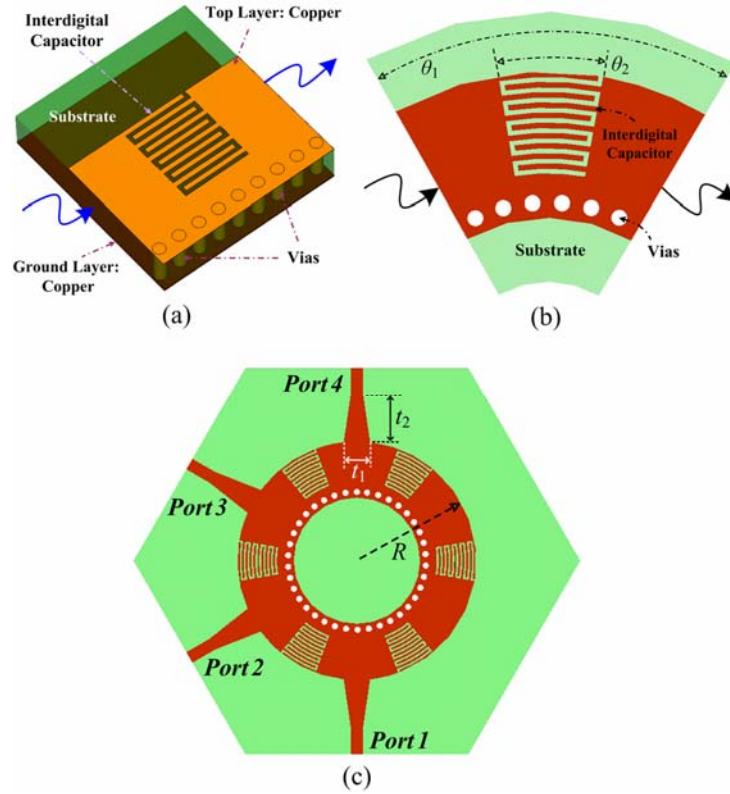 Interdigital
Capacitor
Top Layer: Copper
Substrate
Ground Layer:
Copper
Vias
(a)
θ1
θ2
Interdigital
Capacitor
Substrate
Vias
(b)
Port 4
t2
t1
Port 3
R
Port 2
Port 1
(c)